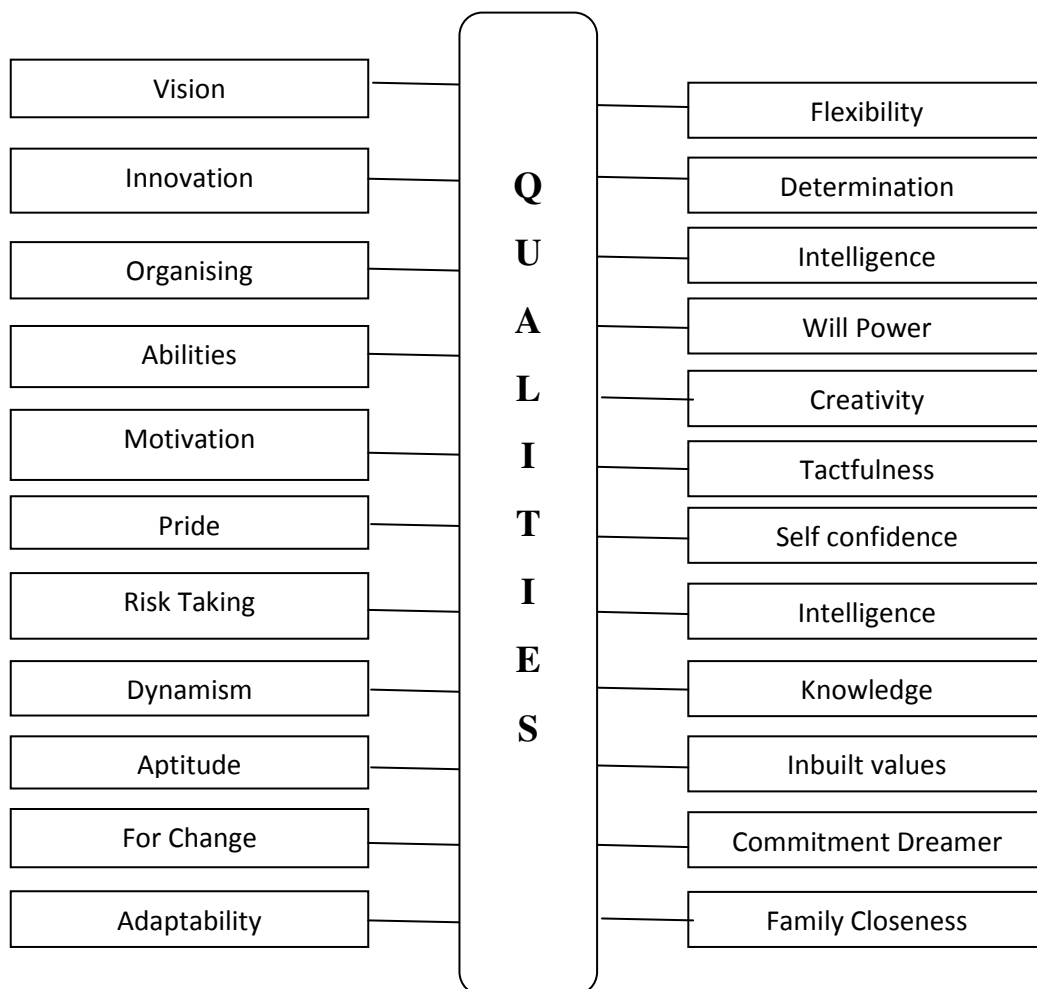 Vision
Innovation
Organising
Abilities
Motivation
Pride
Risk Taking
Dynamism
Aptitude
For Change
Adaptability
Q
U
A
L
I
T
I
E
S
Flexibility
Determination
Intelligence
Will Power
Creativity
Tactfulness
Self confidence
Intelligence
Knowledge
Inbuilt values
Commitment Dreamer
Family Closeness